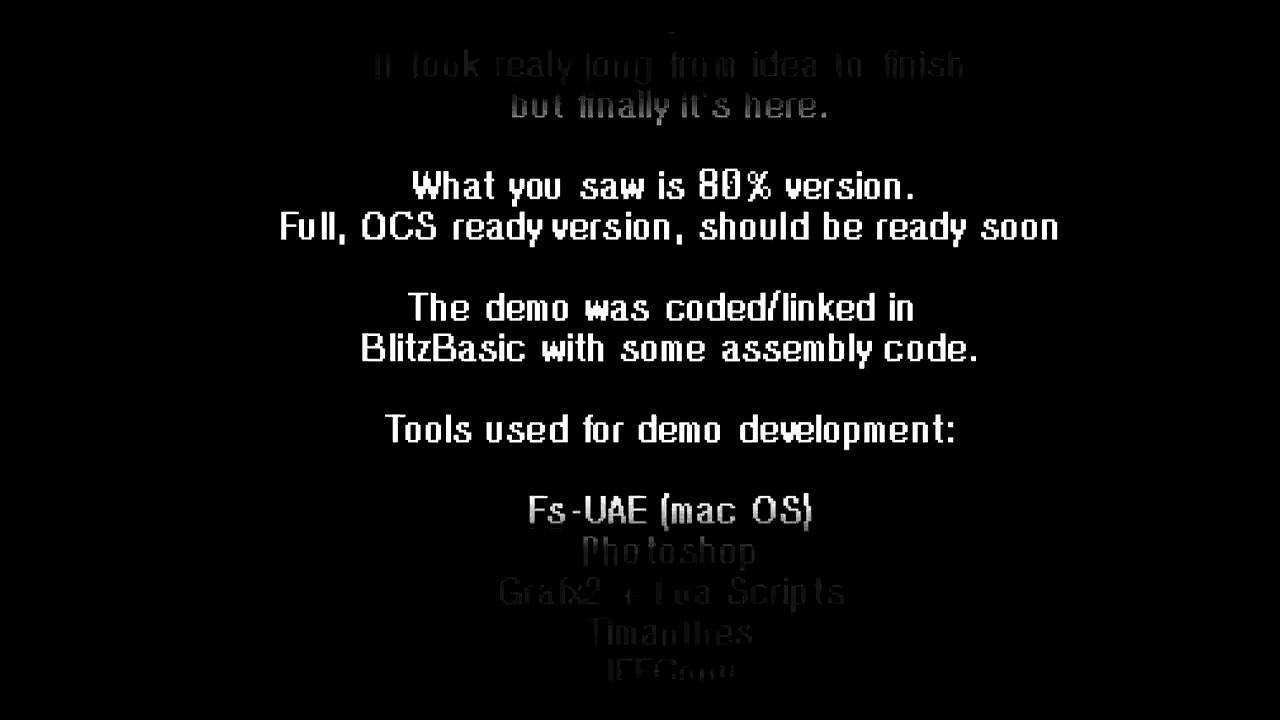 It took realy long from idea to finish
but finally it's here.
What you saw is 80% version.
Full, OCS ready version, should be ready soon
The demo was coded/linked in
BlitzBasic with some assembly code.
Tools used for demo development:
Fs-UAE (mac OS)
Photoshop
Grafx2 + Lua Scripts
Timanthes